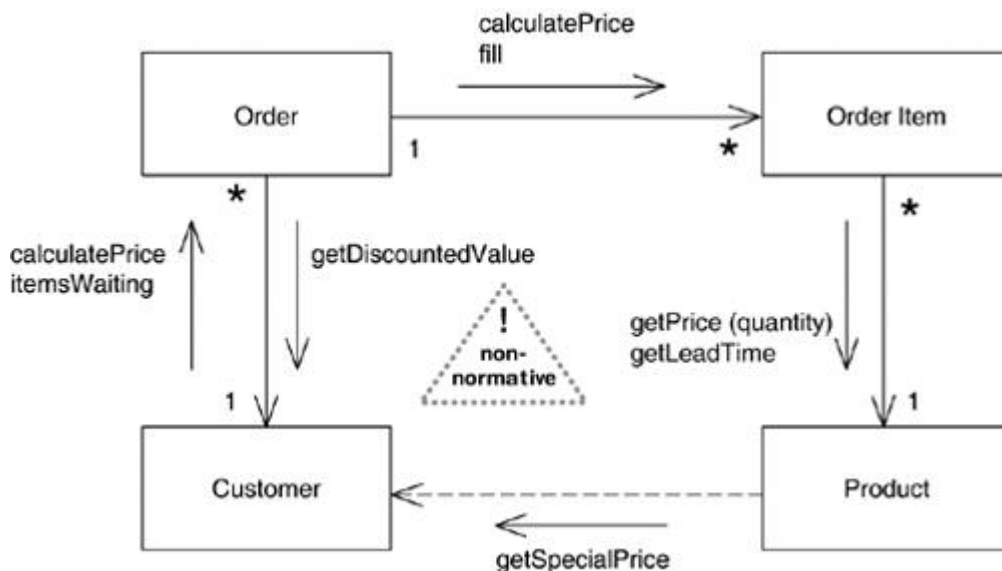 calculatePrice
fill
Order
Order Item
1
*
*
*
calculatePrice
itemsWaiting
getDiscountedValue
!
non-
normative
getPrice (quantity)
getLeadTime
1
1
Customer
Product
getSpecialPrice